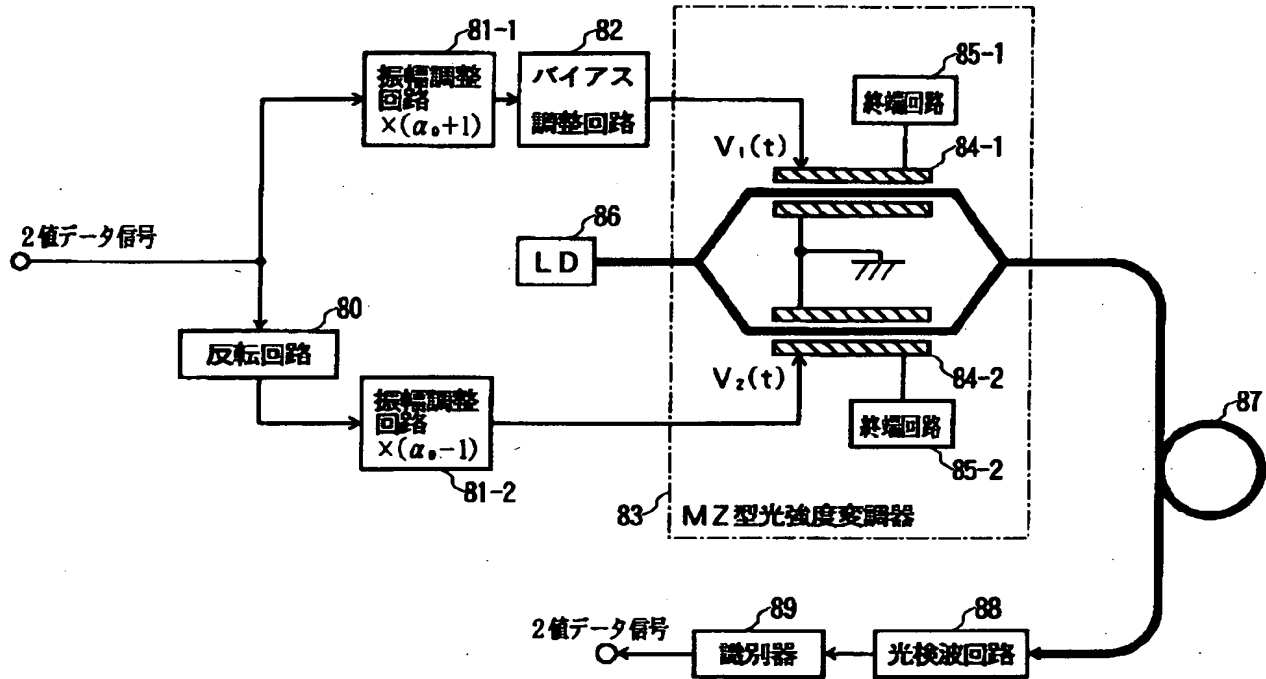 81-1
82
振幅調整
回路
×(α₀+1)
バイアス
調整回路
85-1
終端回路
V₁(t)
84-1
2値データ信号
86
LD
80
反転回路
V₂(t)
84-2
振幅調整
回路
×(α₀-1)
81-2
終端回路
85-2
87
83
MZ型光強度変調器
2値データ信号
89
識別器
88
光検波回路